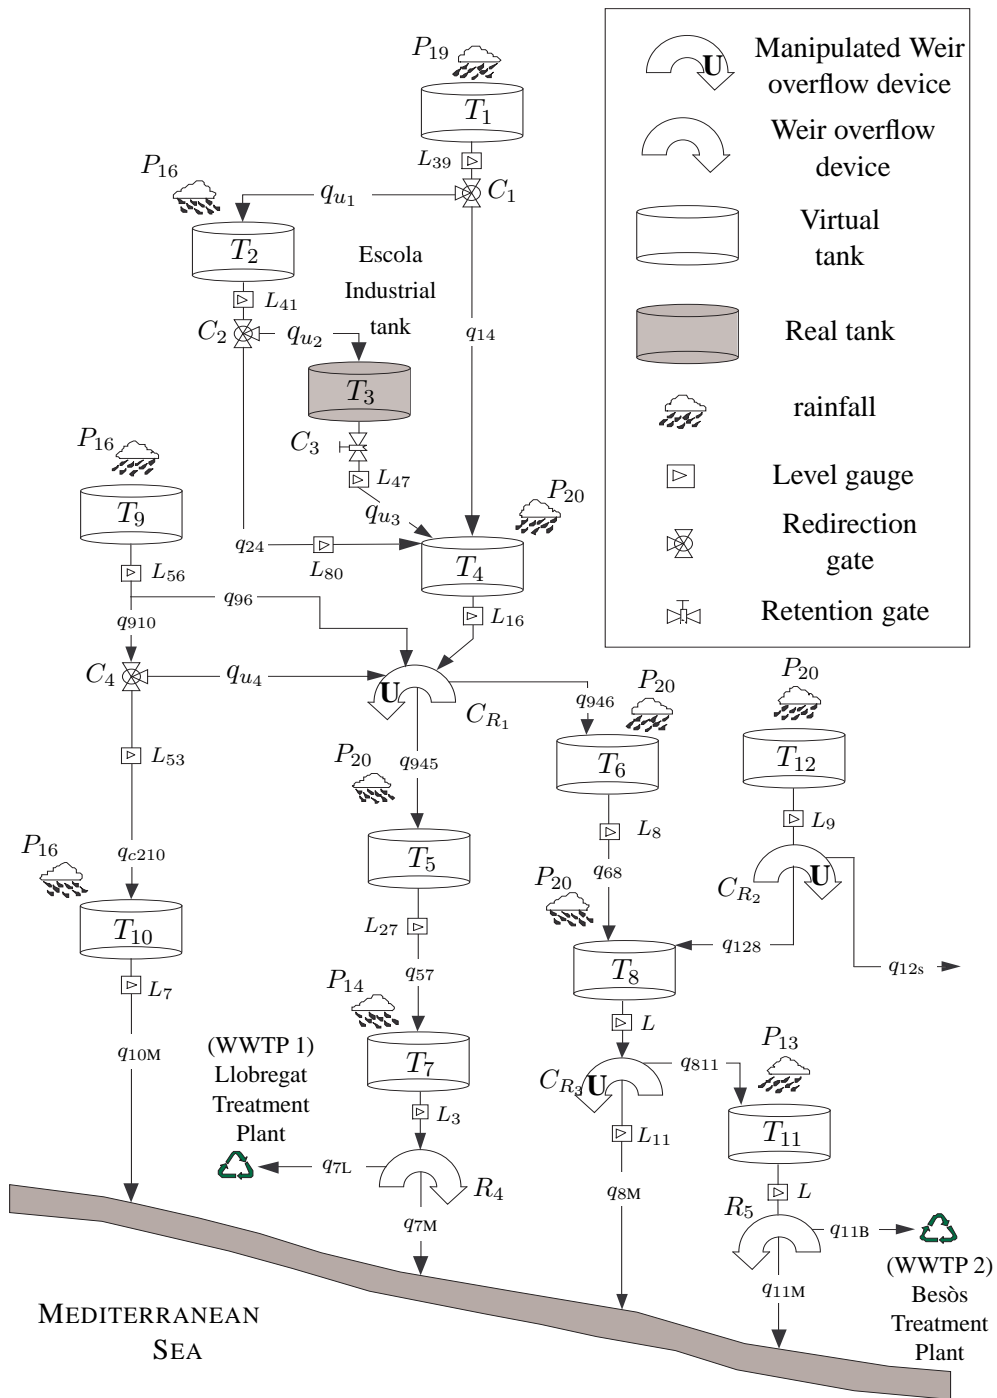 P19
T1
L39
C1
P16
qu1
T2
L41
C2
qu2
Escola
Industrial
tank
q14
T3
C3
L47
qu3
P16
T9
L56
q24
L80
P20
T4
L16
q96
q910
C4
qu4
U
CR1
q946
L53
P20
q945
P20
T6
P20
T12
L8
L9
T5
qc210
P16
q68
P20
CR2
U
T10
L27
q128
q12s
T8
L7
q57
P14
L
T7
q10M
(WWTP 1)
Llobregat
Treatment
Plant
L3
CR3
U
q811
P13
T11
L11
q7L
R4
q8M
L
R5
q7M
q11B
q11M
(WWTP 2)
Besòs
Treatment
Plant
MEDITERRANEAN
SEA
U
Manipulated Weir
overflow device
Weir overflow
device
Virtual
tank
Real tank
rainfall
Level gauge
Redirection
gate
Retention gate